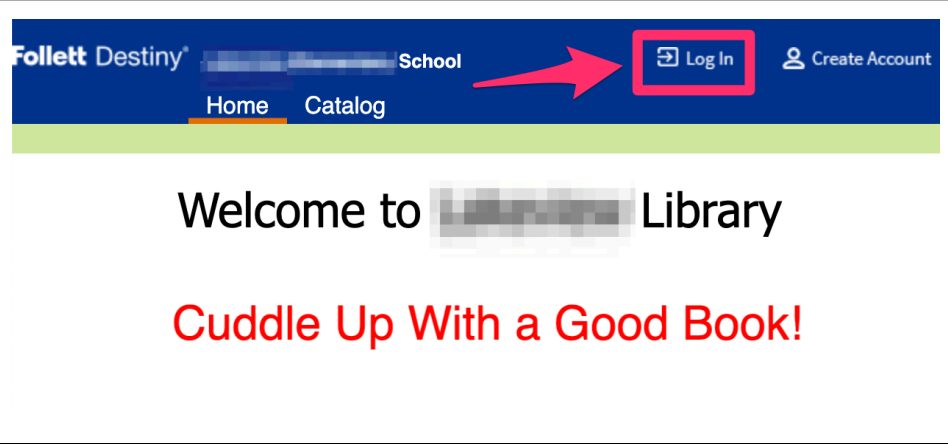 Follett Destiny® School
Log In
Create Account
Home Catalog
Welcome to Library
Cuddle Up With a Good Book!